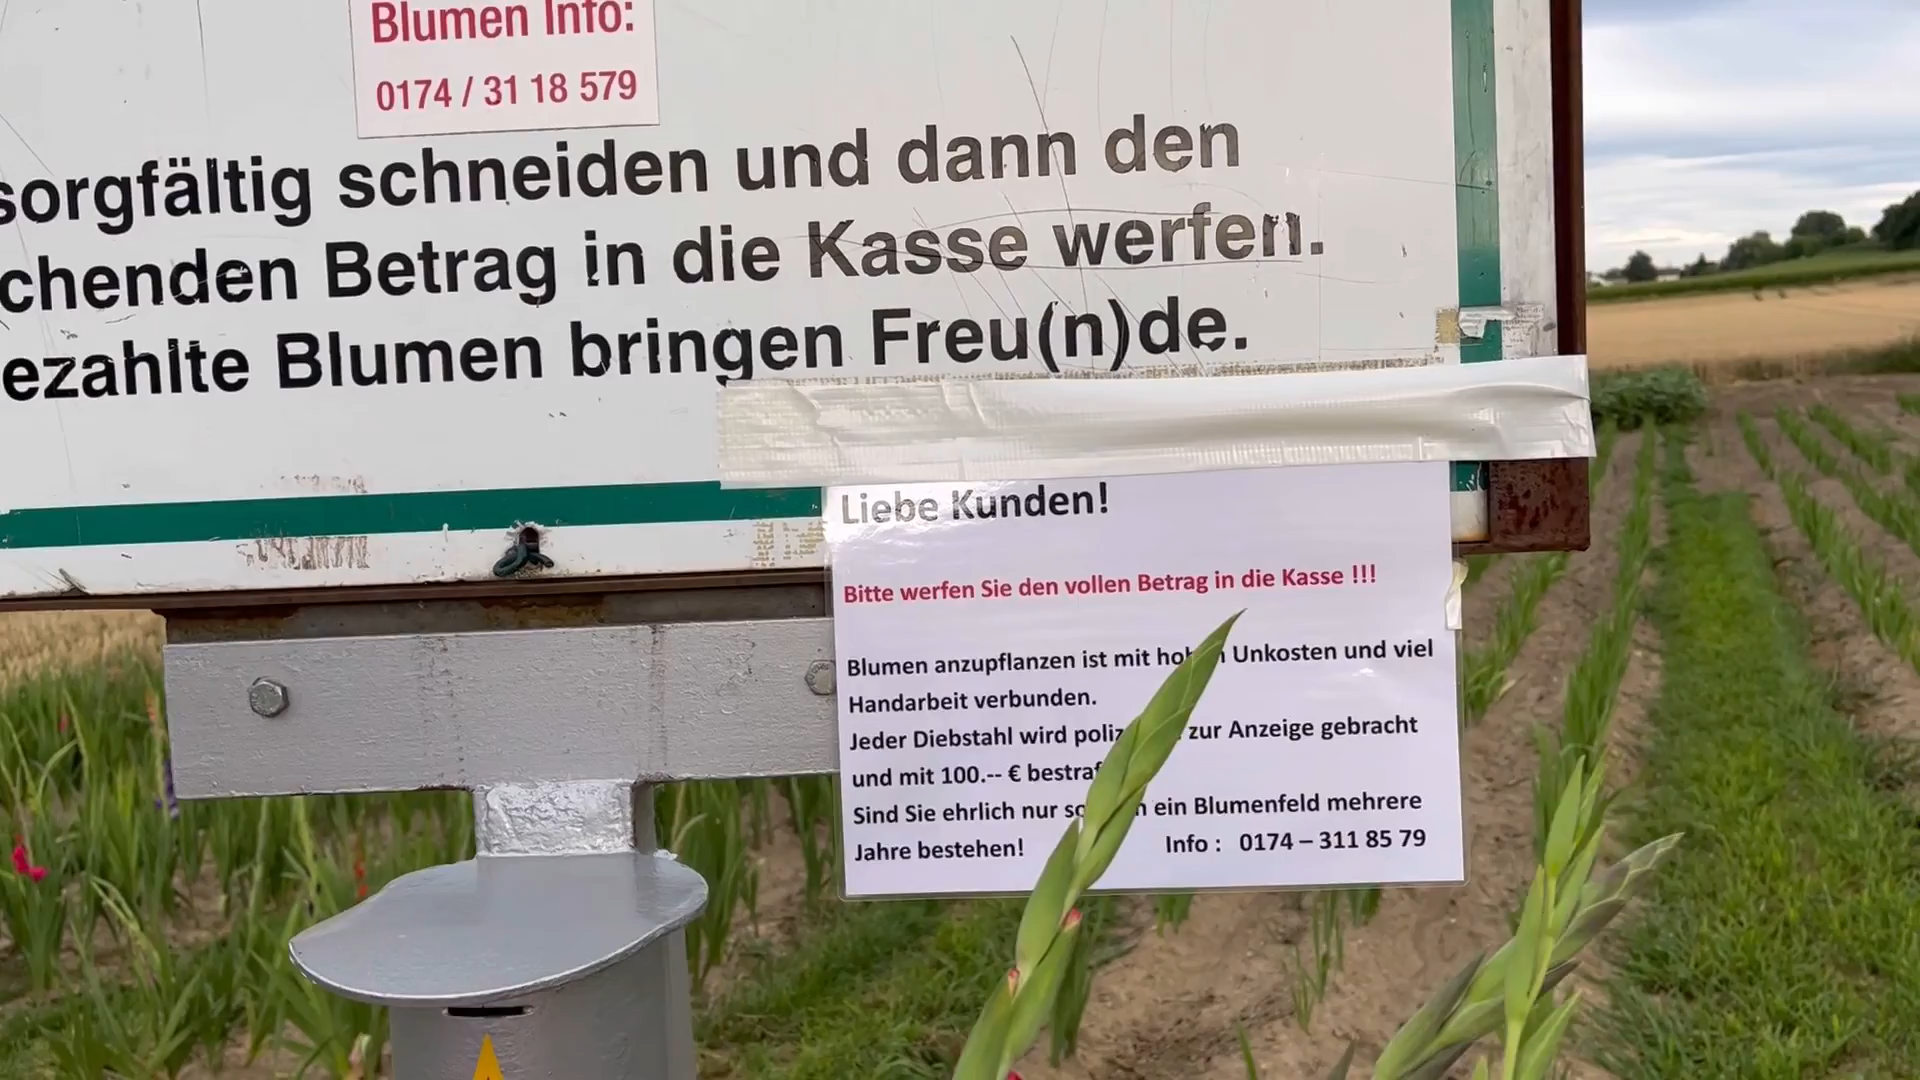 Blumen Info:
0174 / 31 18 579
sorgfältig schneiden und dann den
chenden Betrag in die Kasse werfen.
ezahlte Blumen bringen Freu(n)de.
Liebe Kunden!
Bitte werfen Sie den vollen Betrag in die Kasse !!!
Blumen anzupflanzen ist mit Unkosten und viel
Handarbeit verbunden.
Jeder Diebstahl wird zur Anzeige gebracht
und mit 100.-- €
Sind Sie ehrlich nur ein Blumenfeld mehrere
Jahre bestehen! Info : 0174 – 311 85 79